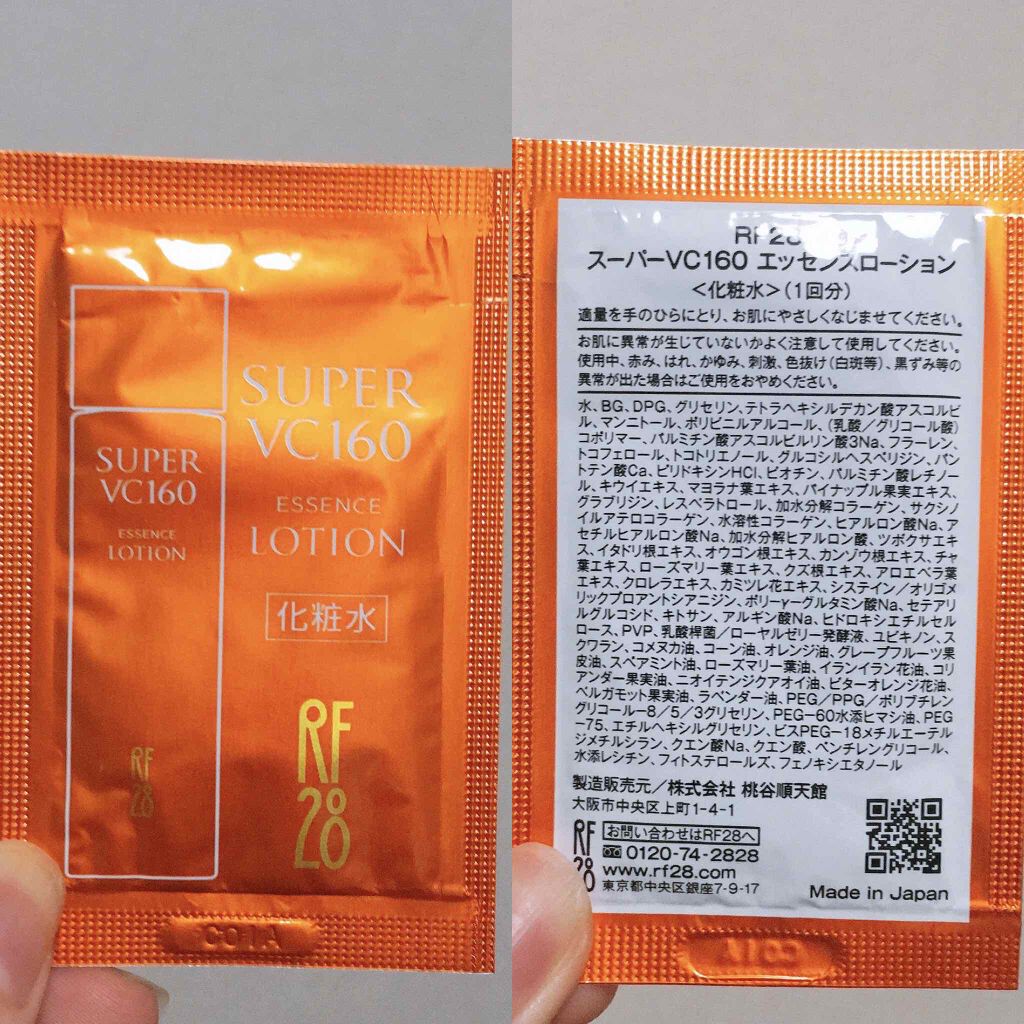 SUPER
VC160
ESSENCE
LOTION
RF
28
SUPER
VC160
ESSENCE
LOTION
化粧水
RF
28
CO1A
RF28
スーパーVC160 エッセンスローション
<化粧水>(1回分)
適量を手のひらにとり、お肌にやさしくなじませてください。
お肌に異常が生じていないかよく注意して使用してください。
使用中、赤み、はれ、かゆみ、刺激、色抜け(白斑等)、黒ずみ等の
異常が出た場合はご使用をおやめください。
水、BG、DPG、グリセリン、テトラヘキシルデカン酸アスコルビ
ル、マンニトール、ポリビニルアルコール、(乳酸/グリコール酸)
コポリマー、パルミチン酸アスコルビルリン酸3Na、フラーレン、
トコフェロール、トコトリエノール、グルコシルヘスペリジン、パン
トテン酸Ca、ピリドキシンHCl、ビオチン、パルミチン酸レチノー
ル、キウイエキス、マヨラナ葉エキス、パイナップル果実エキス、
グラブリジン、レスベラトロール、加水分解コラーゲン、サクシノ
イルアテロコラーゲン、水溶性コラーゲン、ヒアルロン酸Na、ア
セチルヒアルロン酸Na、加水分解ヒアルロン酸、ツボクサエキ
ス、イタドリ根エキス、オウゴン根エキス、カンゾウ根エキス、チャ
葉エキス、ローズマリー葉エキス、クズ根エキス、アロエベラ葉
エキス、クロレラエキス、カミツレ花エキス、システイン/オリゴメ
リックプロアントシアニジン、ポリ-γ-グルタミン酸Na、セテアリ
ルグルコシド、キトサン、アルギン酸Na、ヒドロキシエチルセル
ロース、PVP、乳酸桿菌/ローヤルゼリー発酵液、ユビキノン、ス
クワラン、コメヌカ油、コーン油、オレンジ油、グレープフルーツ果
皮油、スペアミント油、ローズマリー葉油、イランイラン花油、コリ
アンダー果実油、ニオイテンジクアオイ油、ビターオレンジ花油、
ベルガモット果実油、ラベンダー油、PEG/PPG/ポリブチレン
グリコール-8/5/3グリセリン、PEG-60水添ヒマシ油、PEG
-75、エチルヘキシルグリセリン、ビスPEG-18メチルエーテル
ジメチルシラン、クエン酸Na、クエン酸、ペンチレングリコール、
水添レシチン、フィトステロールズ、フェノキシエタノール
製造販売元/株式会社 桃谷順天館
大阪市中央区上町1-4-1
RF
28
お問い合わせはRF28へ
0120-74-2828
www.rf28.com
東京都中央区銀座7-9-17
Made in Japan